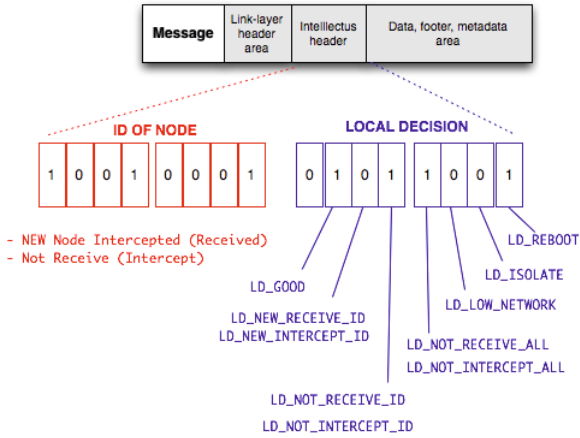 Message
Link-layer
header
area
Intelllectus
header
Data, footer, metadata
area
ID OF NODE
LOCAL DECISION
1 0 0 1 0 0 0 1
0 1 0 1 1 0 0 1
- NEW Node Intercepted (Received)
- Not Receive (Intercept)
LD_REBOOT
LD_ISOLATE
LD_GOOD
LD_LOW_NETWORK
LD_NEW_RECEIVE_ID
LD_NEW_INTERCEPT_ID
LD_NOT_RECEIVE_ALL
LD_NOT_INTERCEPT_ALL
LD_NOT_RECEIVE_ID
LD_NOT_INTERCEPT_ID